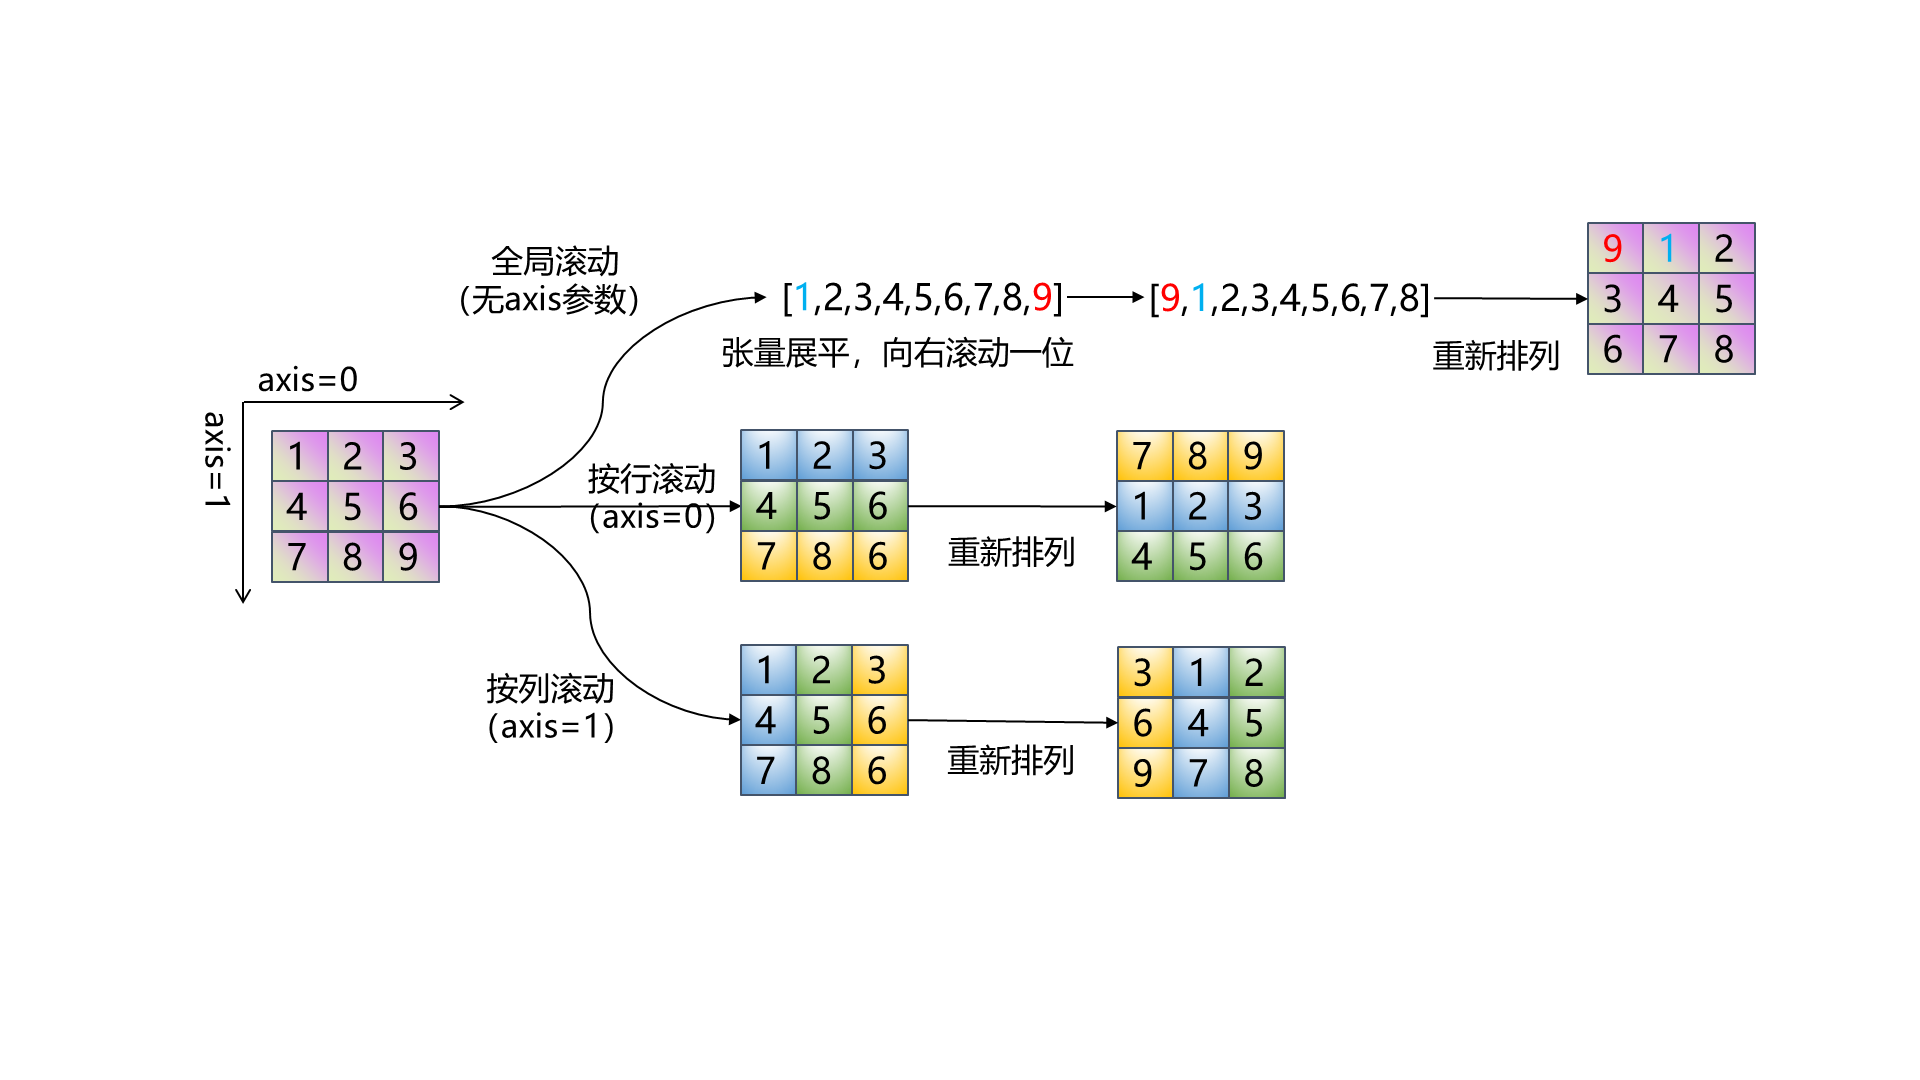 全局滚动
(无axis参数)
[1,2,3,4,5,6,7,8,9]
张量展平，向右滚动一位
[9,1,2,3,4,5,6,7,8]
重新排列
9 1 2
3 4 5
6 7 8
axis=0
axis=1
1 2 3
4 5 6
7 8 9
按行滚动
(axis=0)
1 2 3
4 5 6
7 8 6
重新排列
7 8 9
1 2 3
4 5 6
按列滚动
(axis=1)
1 2 3
4 5 6
7 8 6
重新排列
3 1 2
6 4 5
9 7 8